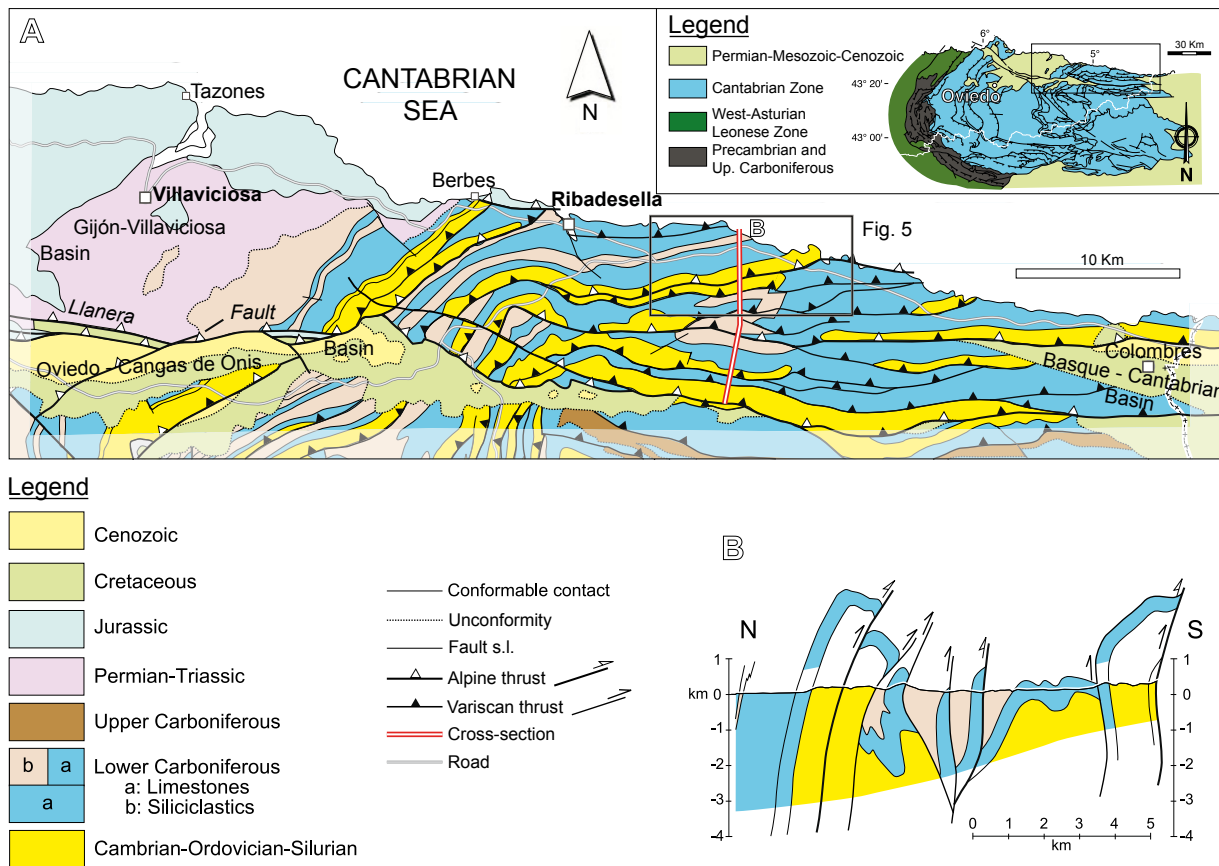 A
CANTABRIAN
SEA
N
Tazones
Villaviciosa
Gijón-Villaviciosa
Basin
Berbes
Ribadesella
B
Fig. 5
10 Km
Llanera
Fault
Basin
Oviedo - Cangas de Onis
Colombres
Basque - Cantabrian
Basin
Legend
Permian-Mesozoic-Cenozoic
Cantabrian Zone
West-Asturian
Leonese Zone
Precambrian and
Up. Carboniferous
6°
5°
30 Km
43° 20'
43° 00'
Oviedo
N
Legend
Cenozoic
Cretaceous
Jurassic
Permian-Triassic
Upper Carboniferous
b
a
a
Lower Carboniferous
a: Limestones
b: Siliciclastics
Cambrian-Ordovician-Silurian
Conformable contact
Unconformity
Fault s.l.
Alpine thrust
Variscan thrust
Cross-section
Road
B
N
S
1
km 0
-1
-2
-3
-4
1
0
-1
-2
-3
-4
0 1 2 3 4 5
km